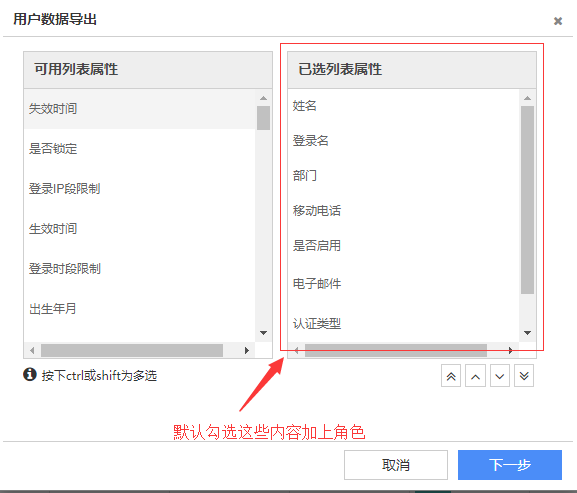 用户数据导出
可用列表属性
失效时间
是否锁定
登录IP段限制
生效时间
登录时段限制
出生年月
已选列表属性
姓名
登录名
部门
移动电话
是否启用
电子邮件
认证类型
按下ctrl或shift为多选
默认勾选这些内容加上角色
取消
下一步